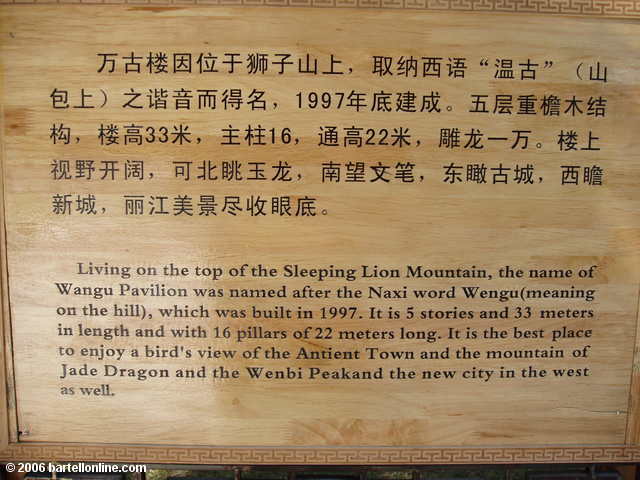 万古楼因位于狮子山上，取纳西语“温古”（山
包上）之谐音而得名，1997年底建成。五层重檐木结
构，楼高33米，主柱16，通高22米，雕龙一万。楼上
视野开阔，可北眺玉龙，南望文笔，东瞰古城，西瞻
新城，丽江美景尽收眼底。
Living on the top of the Sleeping Lion Mountain, the name of
Wangu Pavilion was named after the Naxi word Wengu(meaning
on the hill), which was built in 1997. It is 5 stories and 33 meters
in length and with 16 pillars of 22 meters long. It is the best place
to enjoy a bird's view of the Antient Town and the mountain of
Jade Dragon and the Wenbi Peakand the new city in the west
as well.
© 2006 bartellonline.com